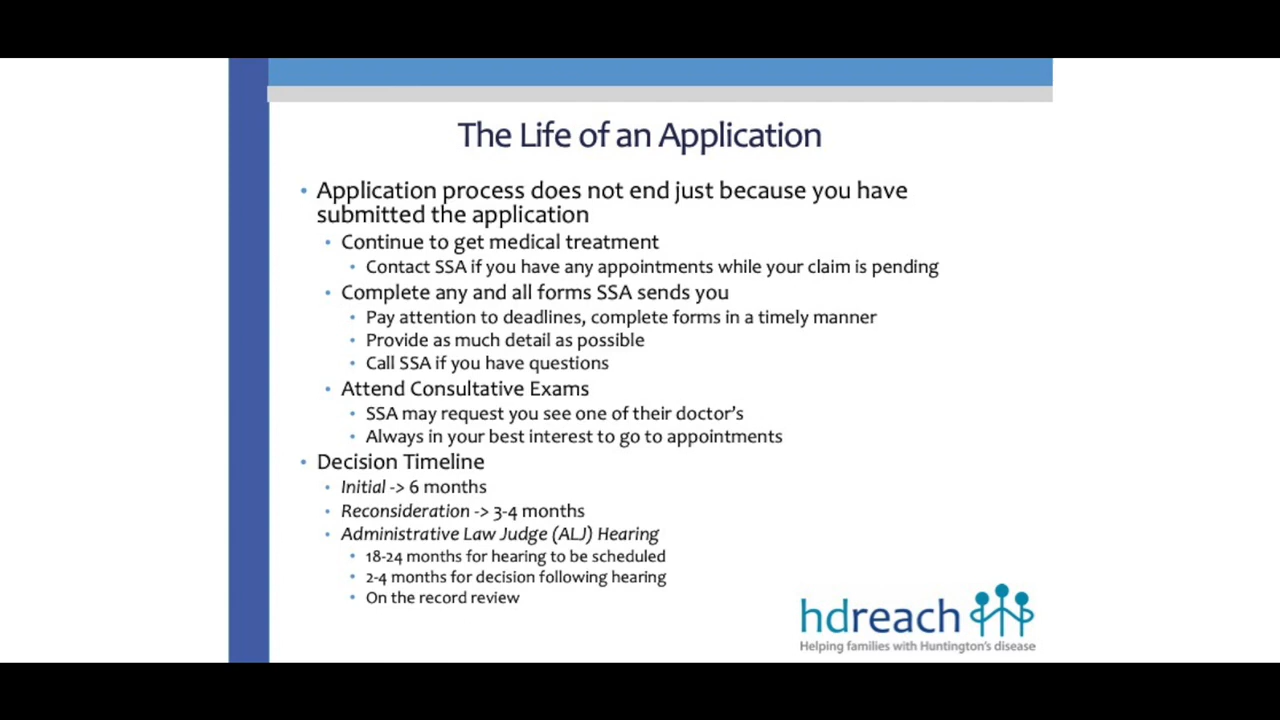 The Life of an Application
• Application process does not end just because you have
submitted the application
• Continue to get medical treatment
• Contact SSA if you have any appointments while your claim is pending
• Complete any and all forms SSA sends you
• Pay attention to deadlines, complete forms in a timely manner
• Provide as much detail as possible
• Call SSA if you have questions
• Attend Consultative Exams
• SSA may request you see one of their doctor's
• Always in your best interest to go to appointments
• Decision Timeline
• Initial -> 6 months
• Reconsideration -> 3-4 months
• Administrative Law Judge (ALJ) Hearing
• 18-24 months for hearing to be scheduled
• 2-4 months for decision following hearing
• On the record review
hdreach
Helping families with Huntington's disease